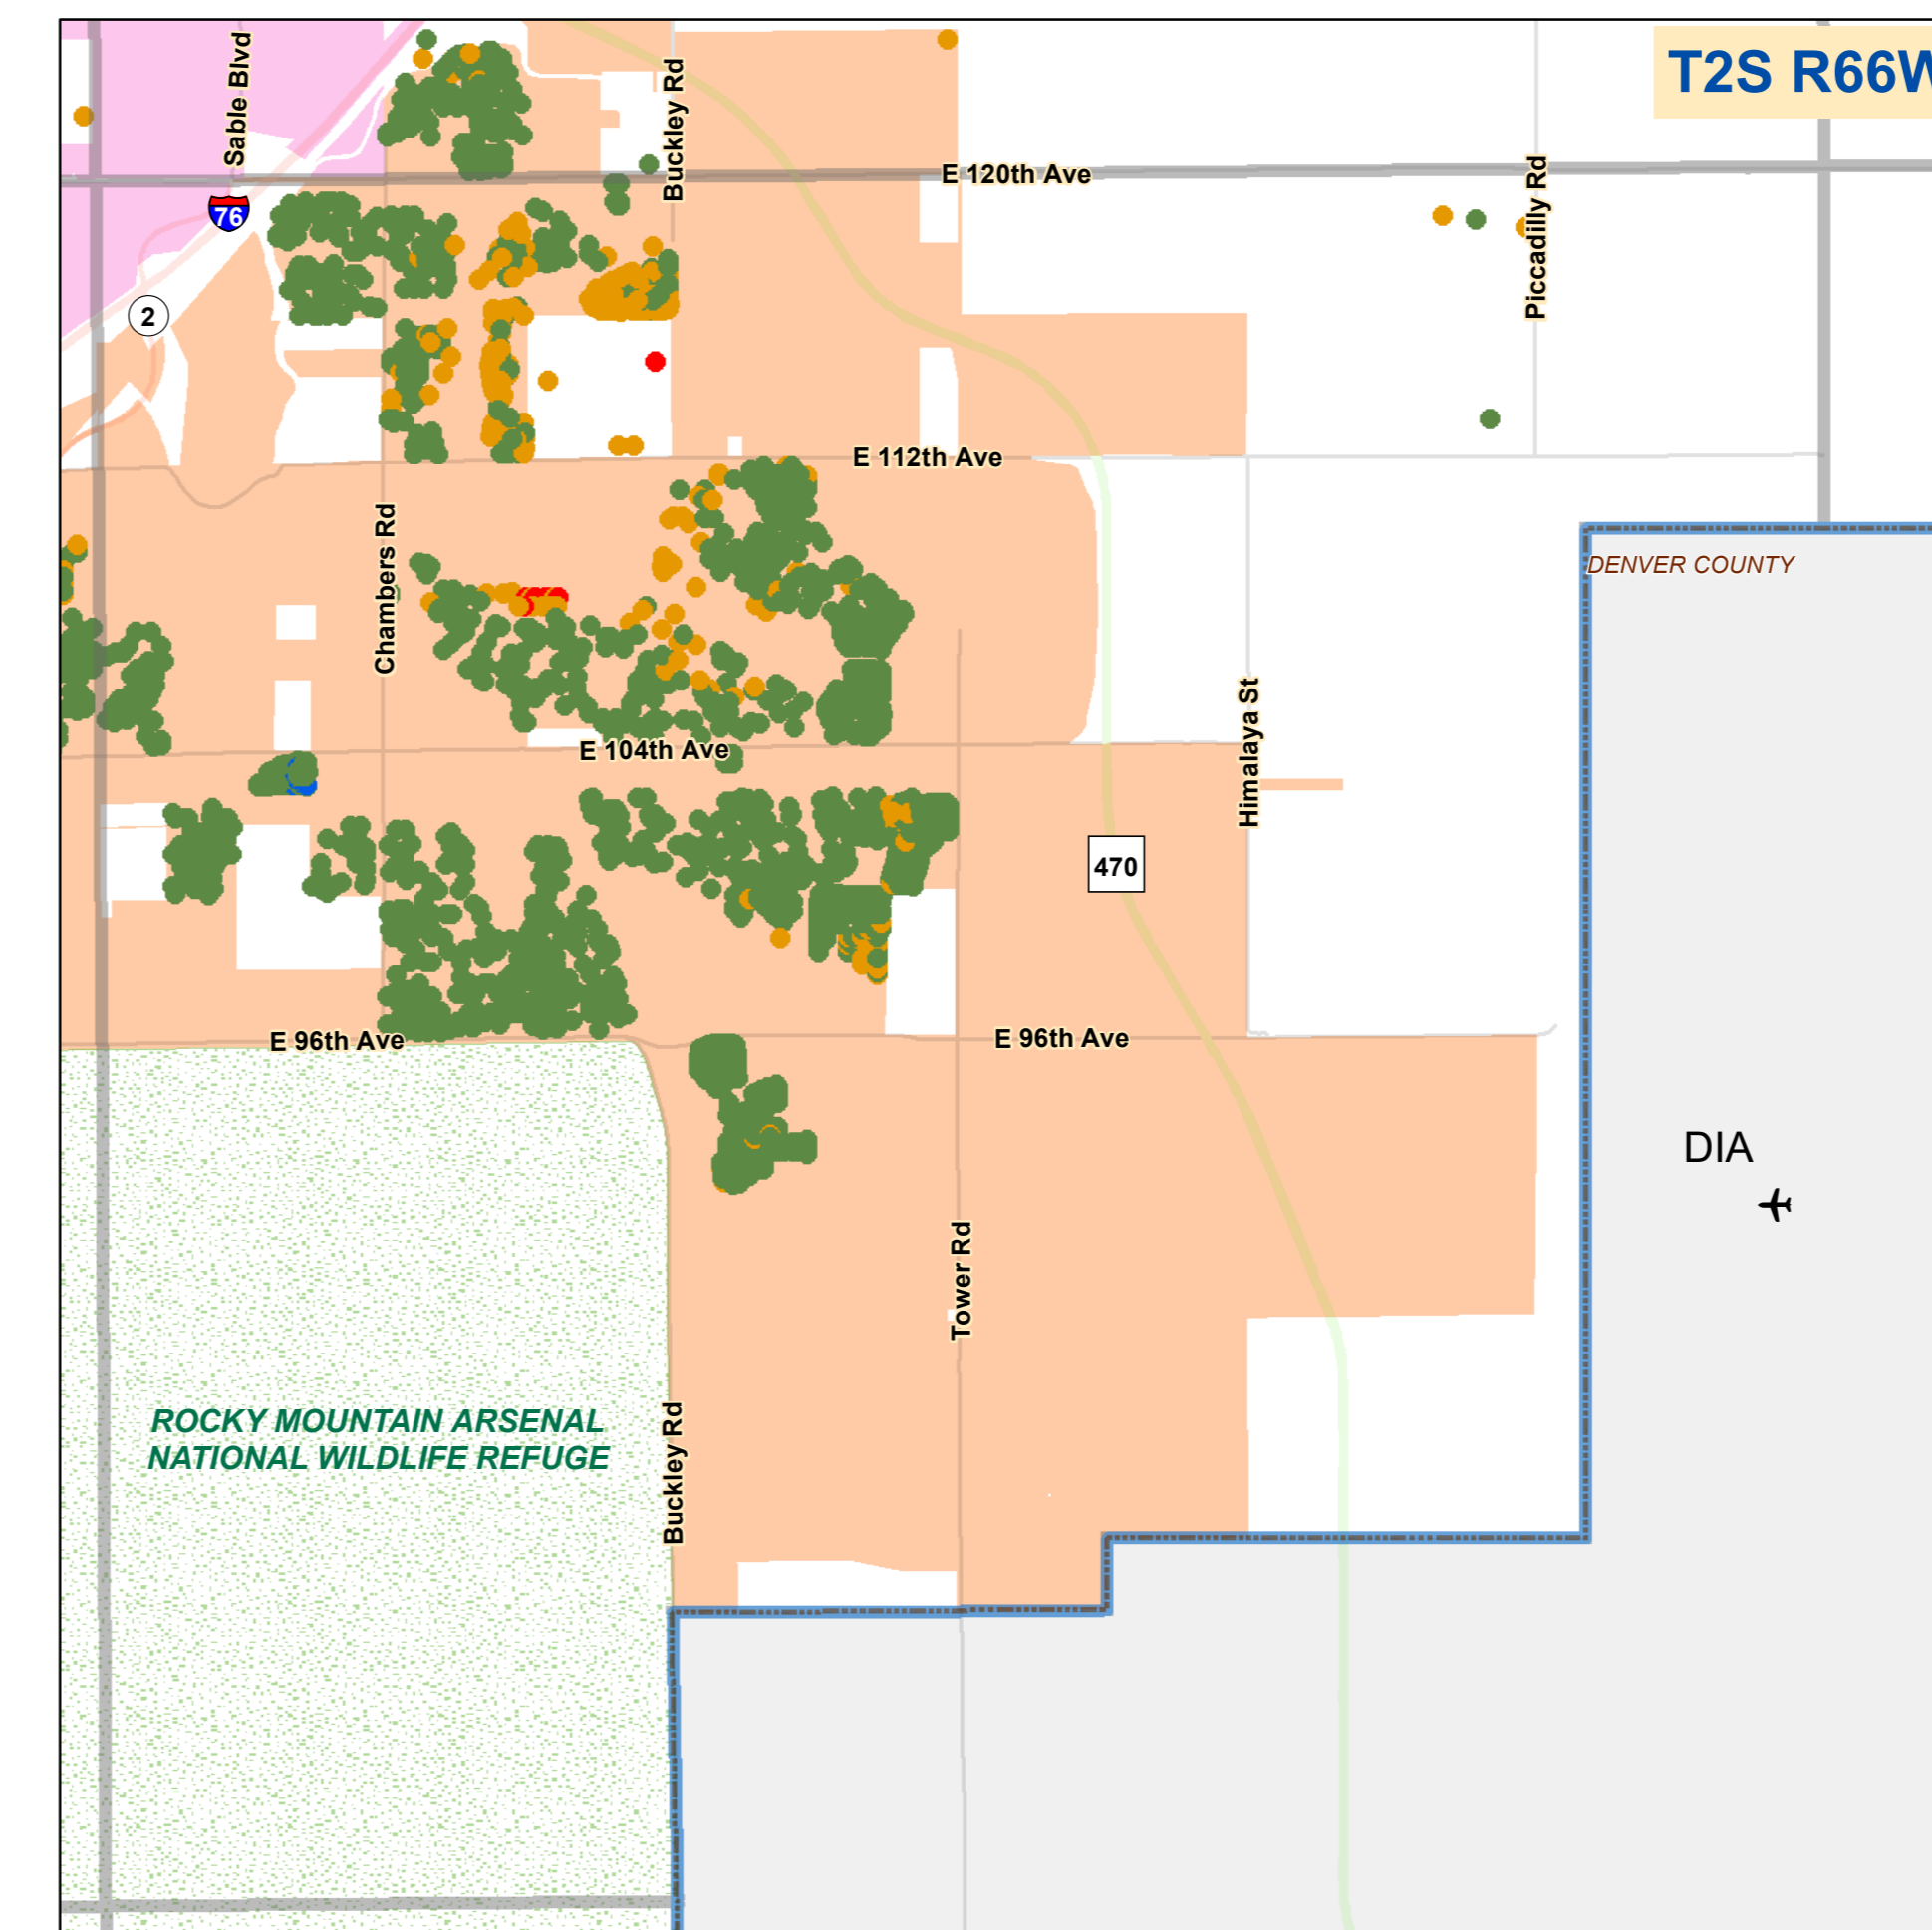 T2S R66W
Sable Blvd
Buckley Rd
E 120th Ave
Piccadilly Rd
76
2
E 112th Ave
Chambers Rd
DENVER COUNTY
E 104th Ave
Himalaya St
470
E 96th Ave
E 96th Ave
DIA
Tower Rd
ROCKY MOUNTAIN ARSENAL
NATIONAL WILDLIFE REFUGE
Buckley Rd